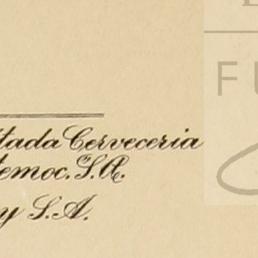 FU
tada Cerveceria
temoc, S.A.
y S.A.